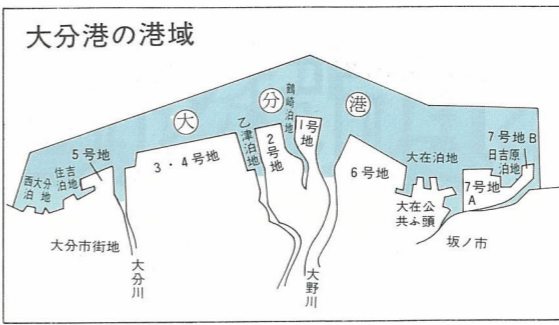 大分港の港域
大
分
港
西大分
泊地
住吉
泊地
5号地
3・4号地
乙津泊地
2号地
鶴崎泊地
1号地
6号地
大在泊地
7号地B
日吉原
泊地
7号地
A
大在公
共ふ頭
坂ノ市
大分市街地
大分川
大野川